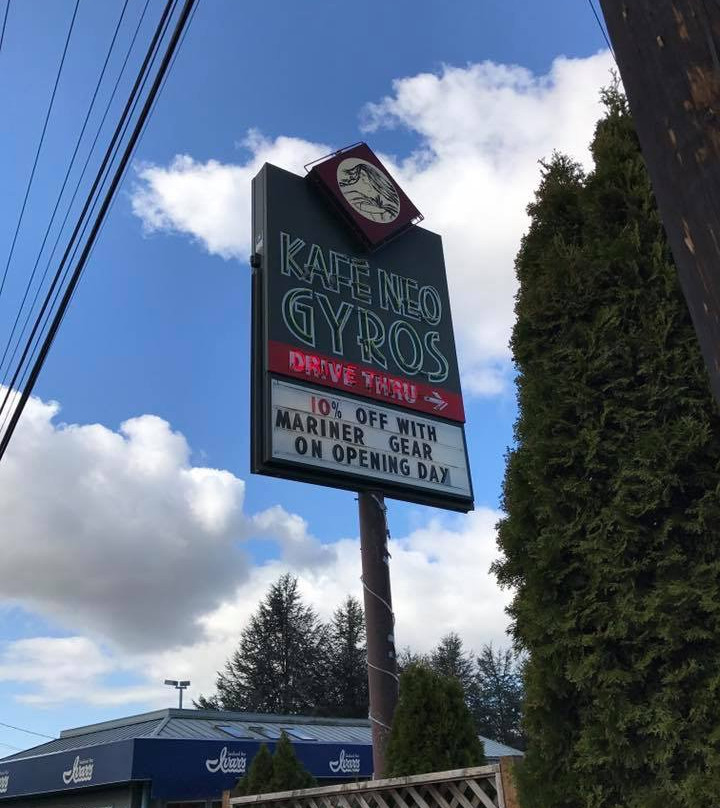 KAFE NEO
GYROS
DRIVE THRU →
10% OFF WITH
MARINER GEAR
ON OPENING DAY
Ivar's
Ivar's
Ivar's